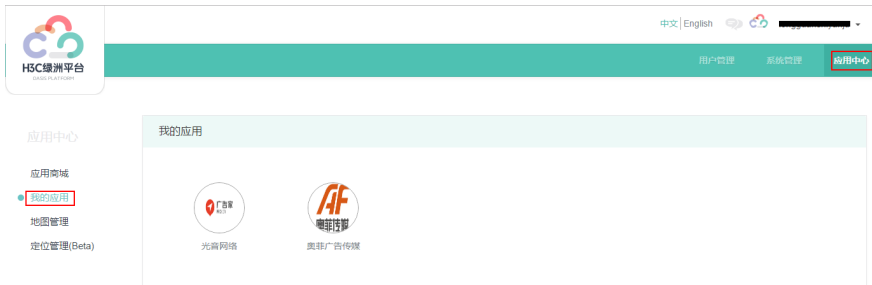 中文 | English
H3C绿洲平台
OASIS PLATFORM
用户管理 系统管理 应用中心
应用中心
我的应用
应用商城
我的应用
地图管理
定位管理(Beta)
广告家
光音网络
AF
奥菲传媒
奥菲广告传媒